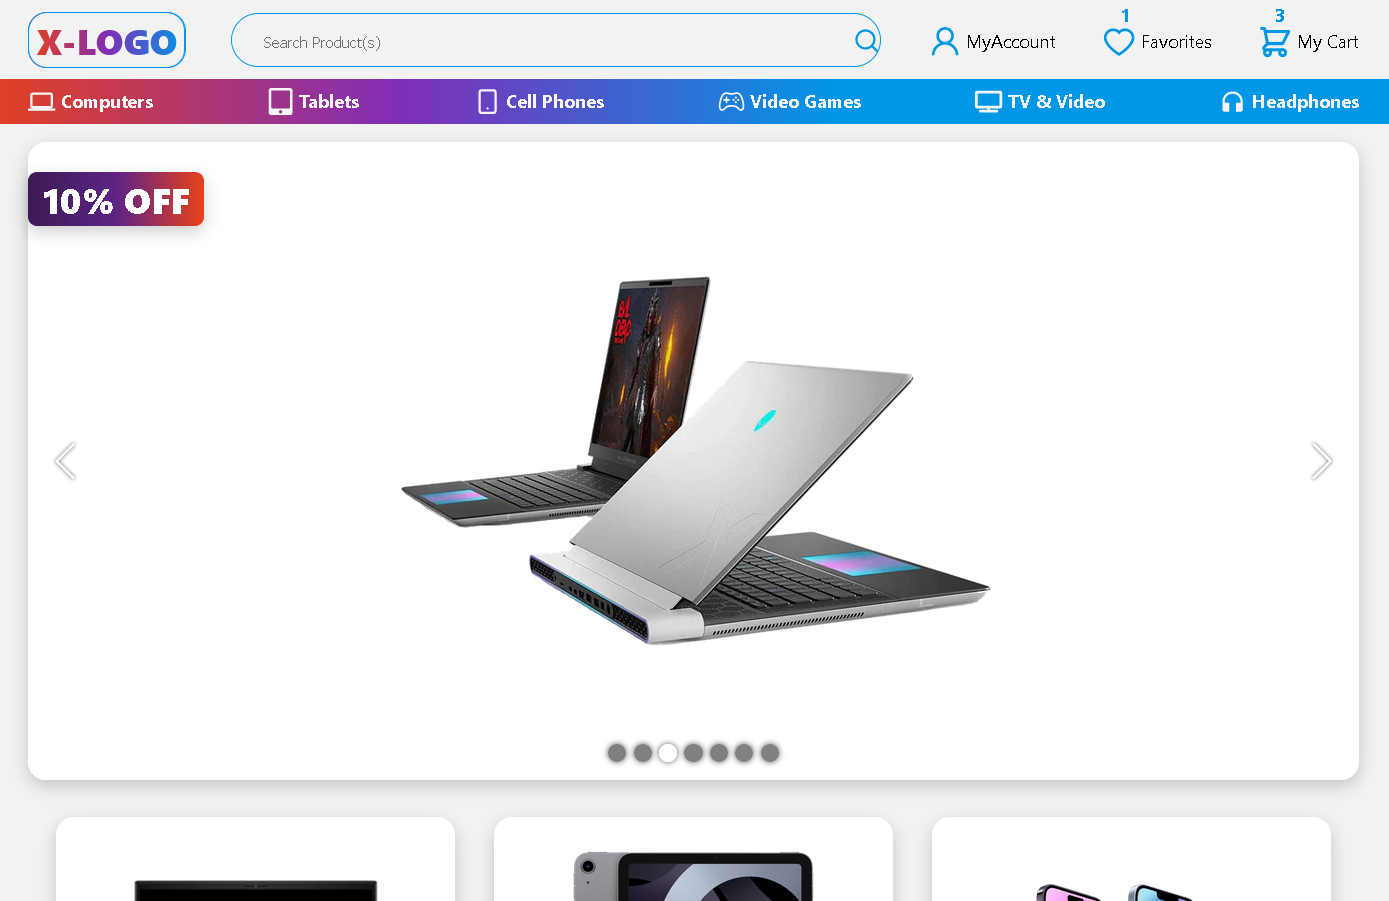 X-LOGO
Search Product(s)
MyAccount
1
Favorites
3
My Cart
Computers
Tablets
Cell Phones
Video Games
TV & Video
Headphones
10% OFF